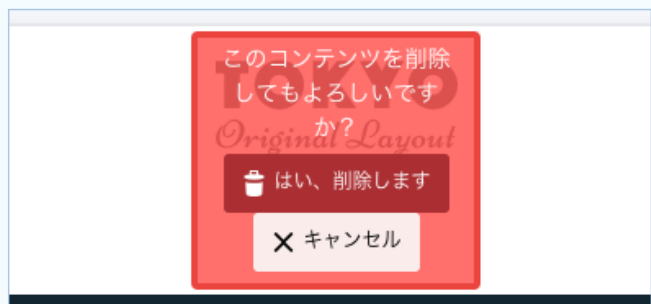 このコンテンツを削除
してもよろしいです
か？
TOKYO
Original Layout
はい、削除します
キャンセル